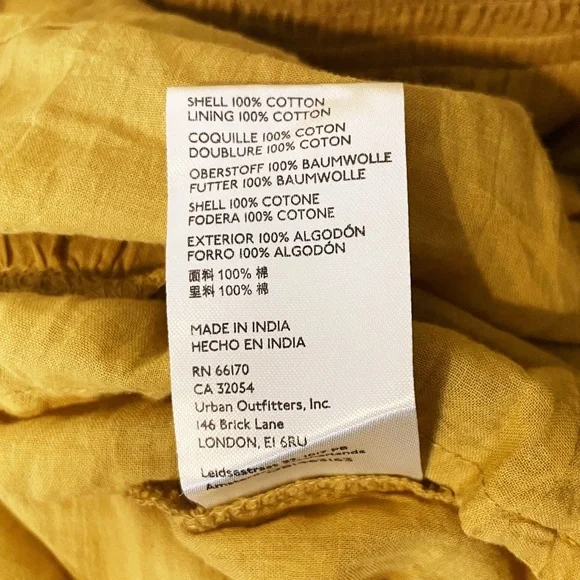 SHELL 100% COTTON
LINING 100% COTTON
COQUILLE 100% COTON
DOUBLURE 100% COTON
OBERSTOFF 100% BAUMWOLLE
FUTTER 100% BAUMWOLLE
SHELL 100% COTONE
FODERA 100% COTONE
EXTERIOR 100% ALGODÓN
FORRO 100% ALGODÓN
面料 100% 棉
里料 100% 棉
MADE IN INDIA
HECHO EN INDIA
RN 66170
CA 32054
Urban Outfitters, Inc.
146 Brick Lane
LONDON, E1 6RU
Leidsestraat